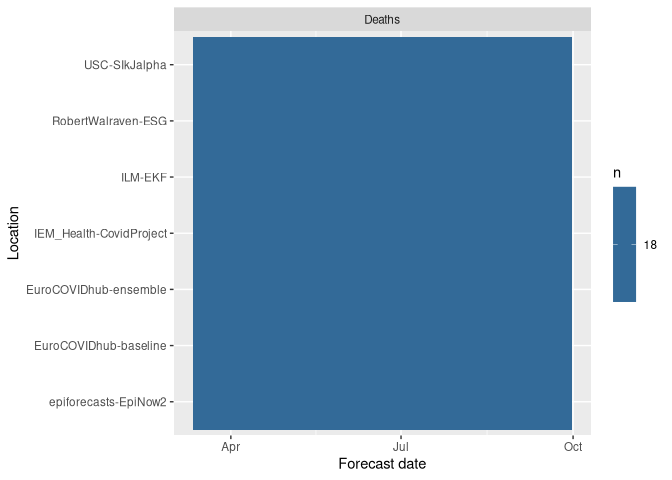 Deaths
USC-SIkJalpha
RobertWalraven-ESG
ILM-EKF
IEM_Health-CovidProject
EuroCOVIDhub-ensemble
EuroCOVIDhub-baseline
epiforecasts-EpiNow2
Location
Apr
Jul
Oct
Forecast date
n
18